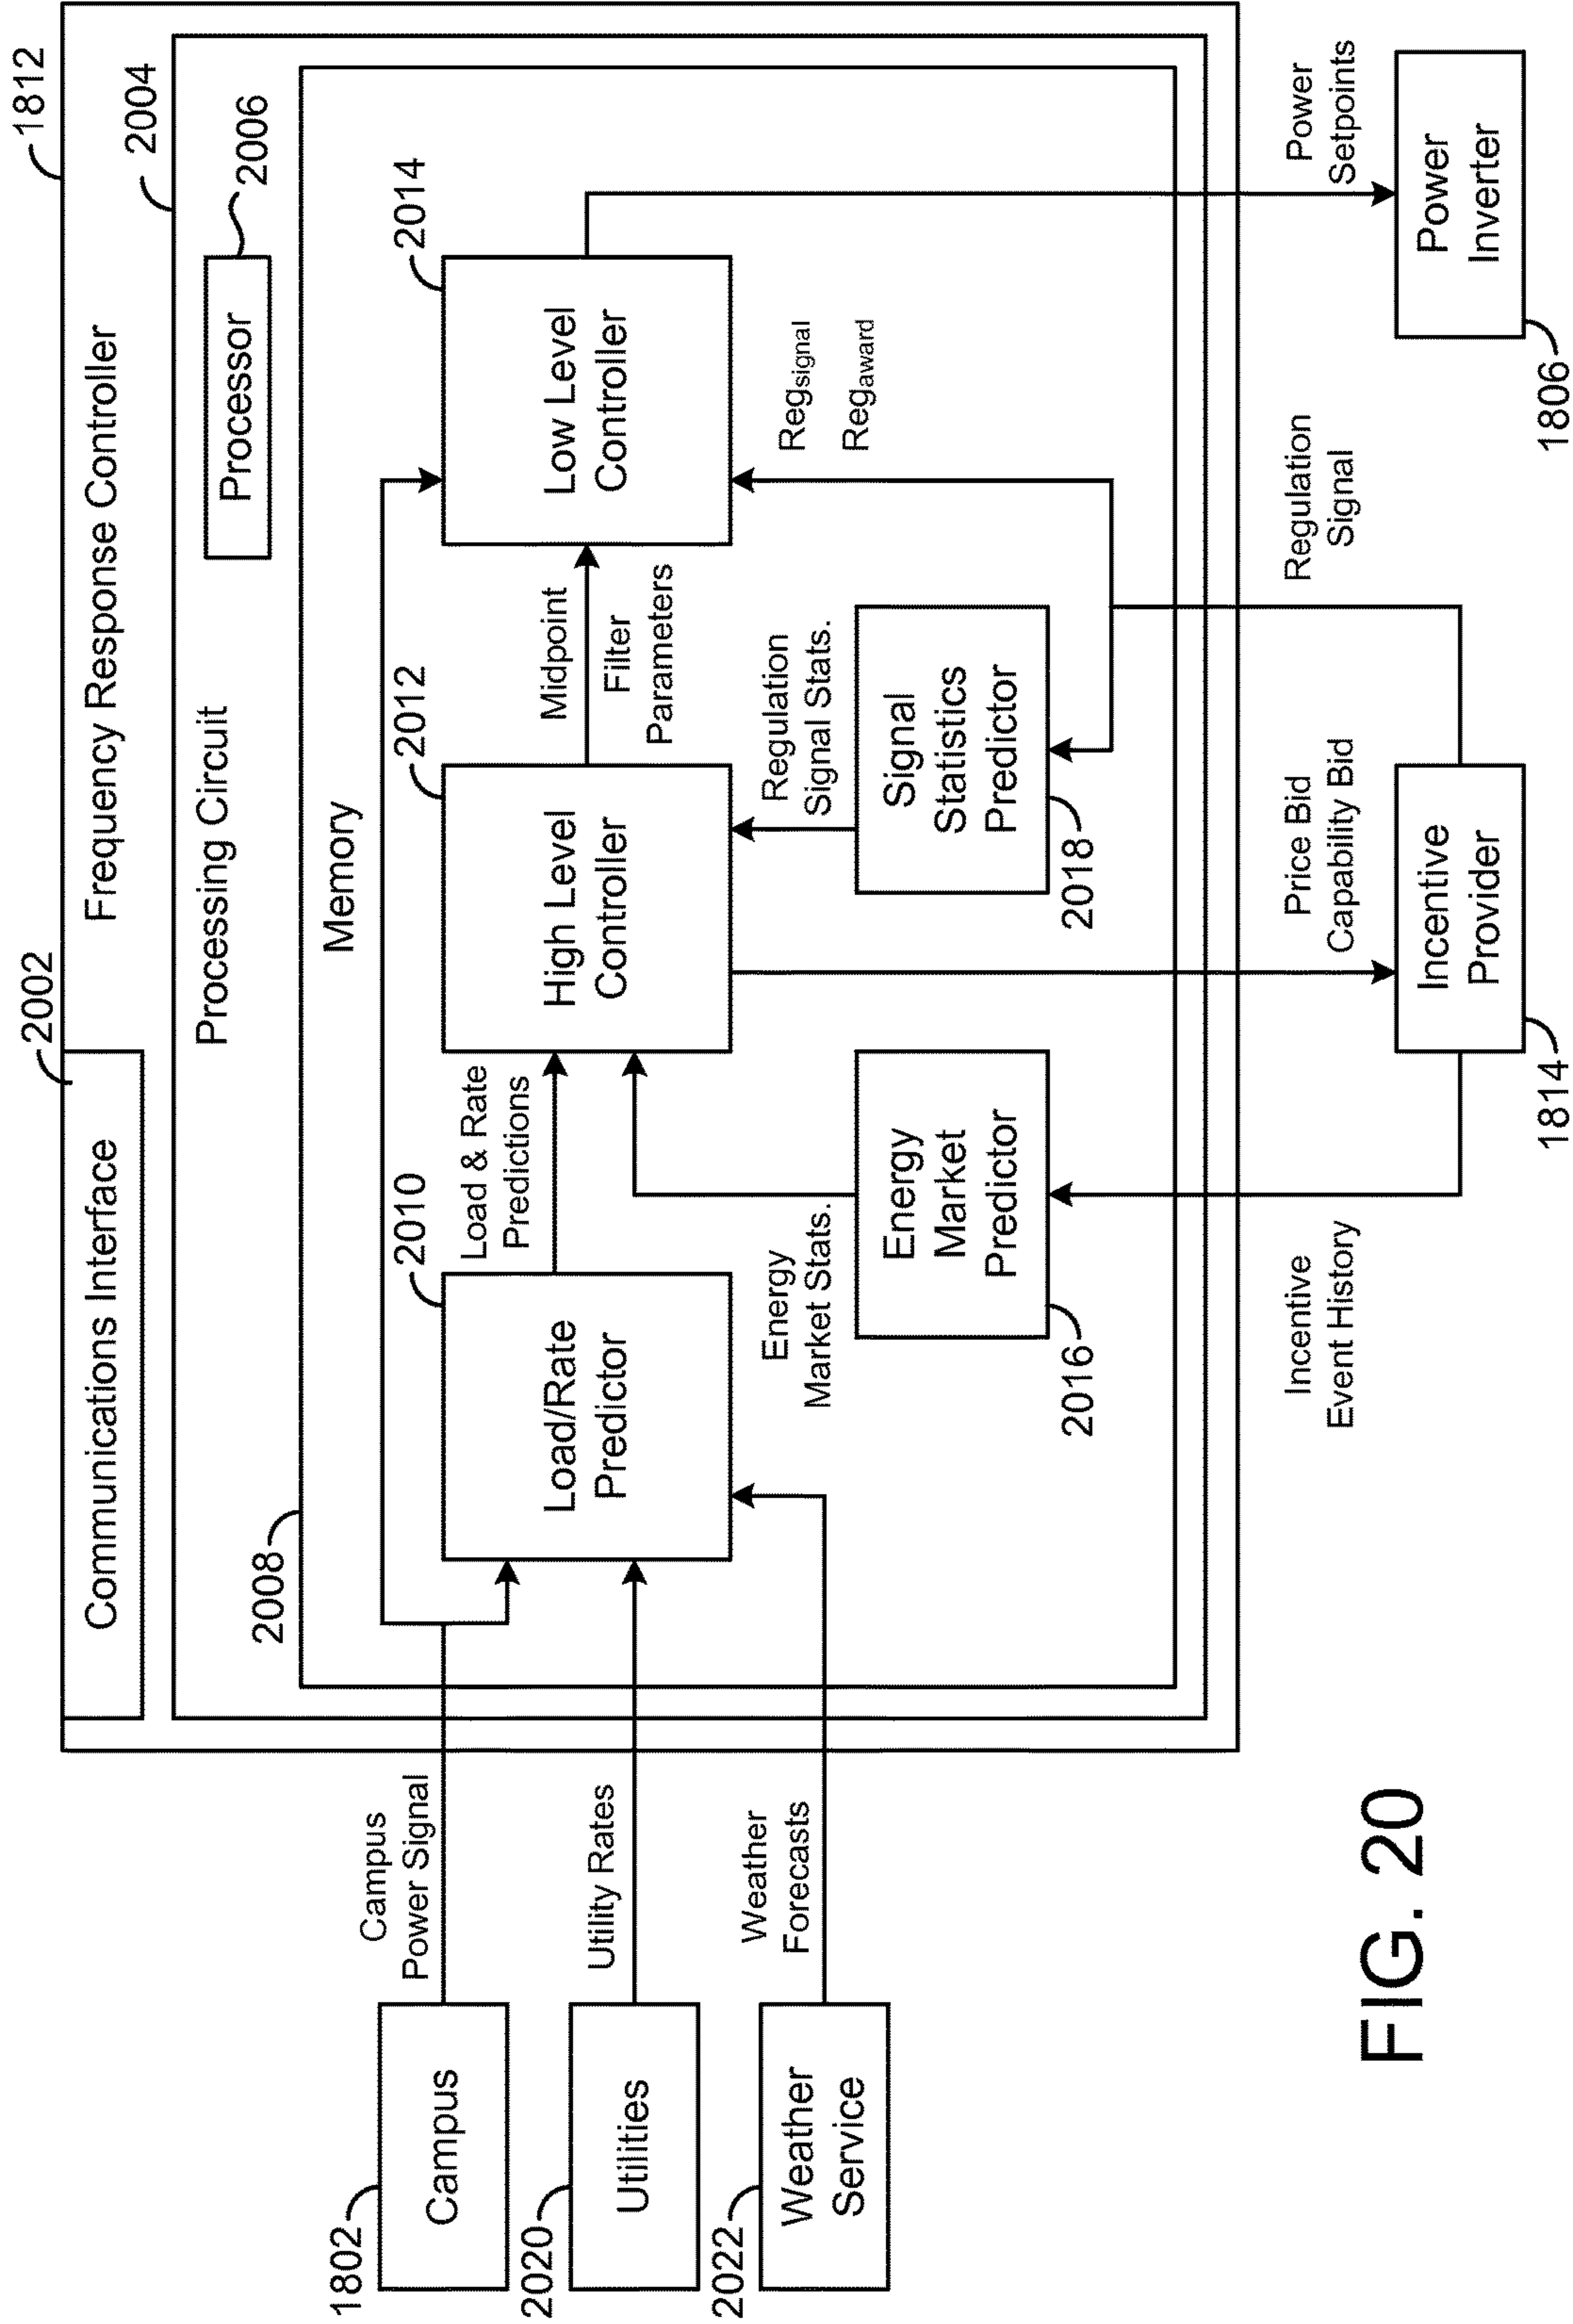 2002
1812
Communications Interface
Frequency Response Controller
2004
Processing Circuit
Processor
2006
2008
Memory
Campus
Power Signal
1802
Campus
2010
Load/Rate
Predictor
Load & Rate
Predictions
2012
High Level
Controller
Midpoint
Filter
Parameters
2014
Low Level
Controller
Utility Rates
2020
Utilities
Weather
Forecasts
2022
Weather
Service
Energy
Market Stats.
Energy
Market
Predictor
2016
Regulation
Signal Stats.
Signal
Statistics
Predictor
2018
Regsignal
Regaward
Incentive
Event History
Price Bid
Capability Bid
Regulation
Signal
Power
Setpoints
Incentive
Provider
1814
Power
Inverter
1806
FIG. 20